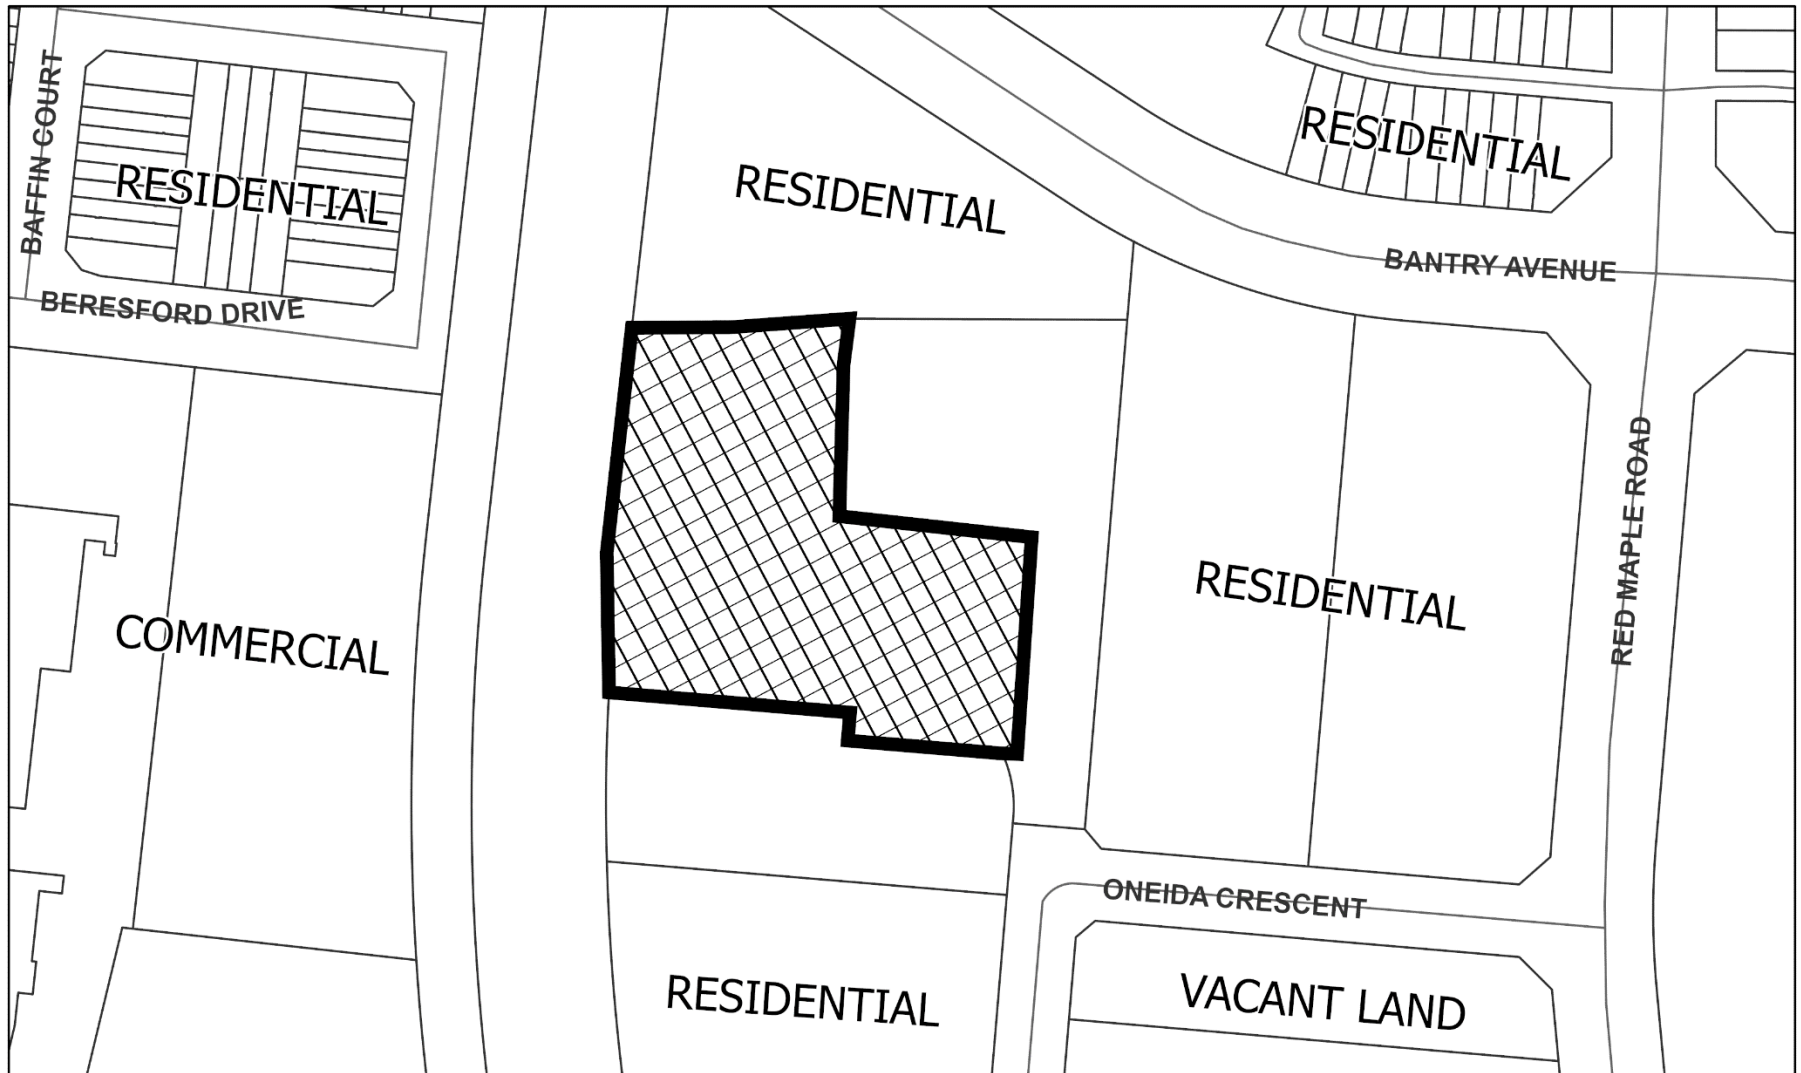 BAFFIN COURT
RESIDENTIAL
BERESFORD DRIVE
RESIDENTIAL
RESIDENTIAL
BANTRY AVENUE
RED MAPLE ROAD
COMMERCIAL
RESIDENTIAL
ONEIDA CRESCENT
RESIDENTIAL
VACANT LAND